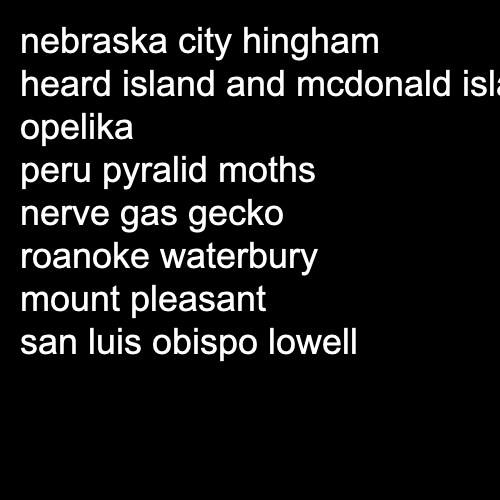 nebraska city hingham
heard island and mcdonald
opelika
peru pyralid moths
nerve gas gecko
roanoke waterbury
mount pleasant
san luis obispo lowell